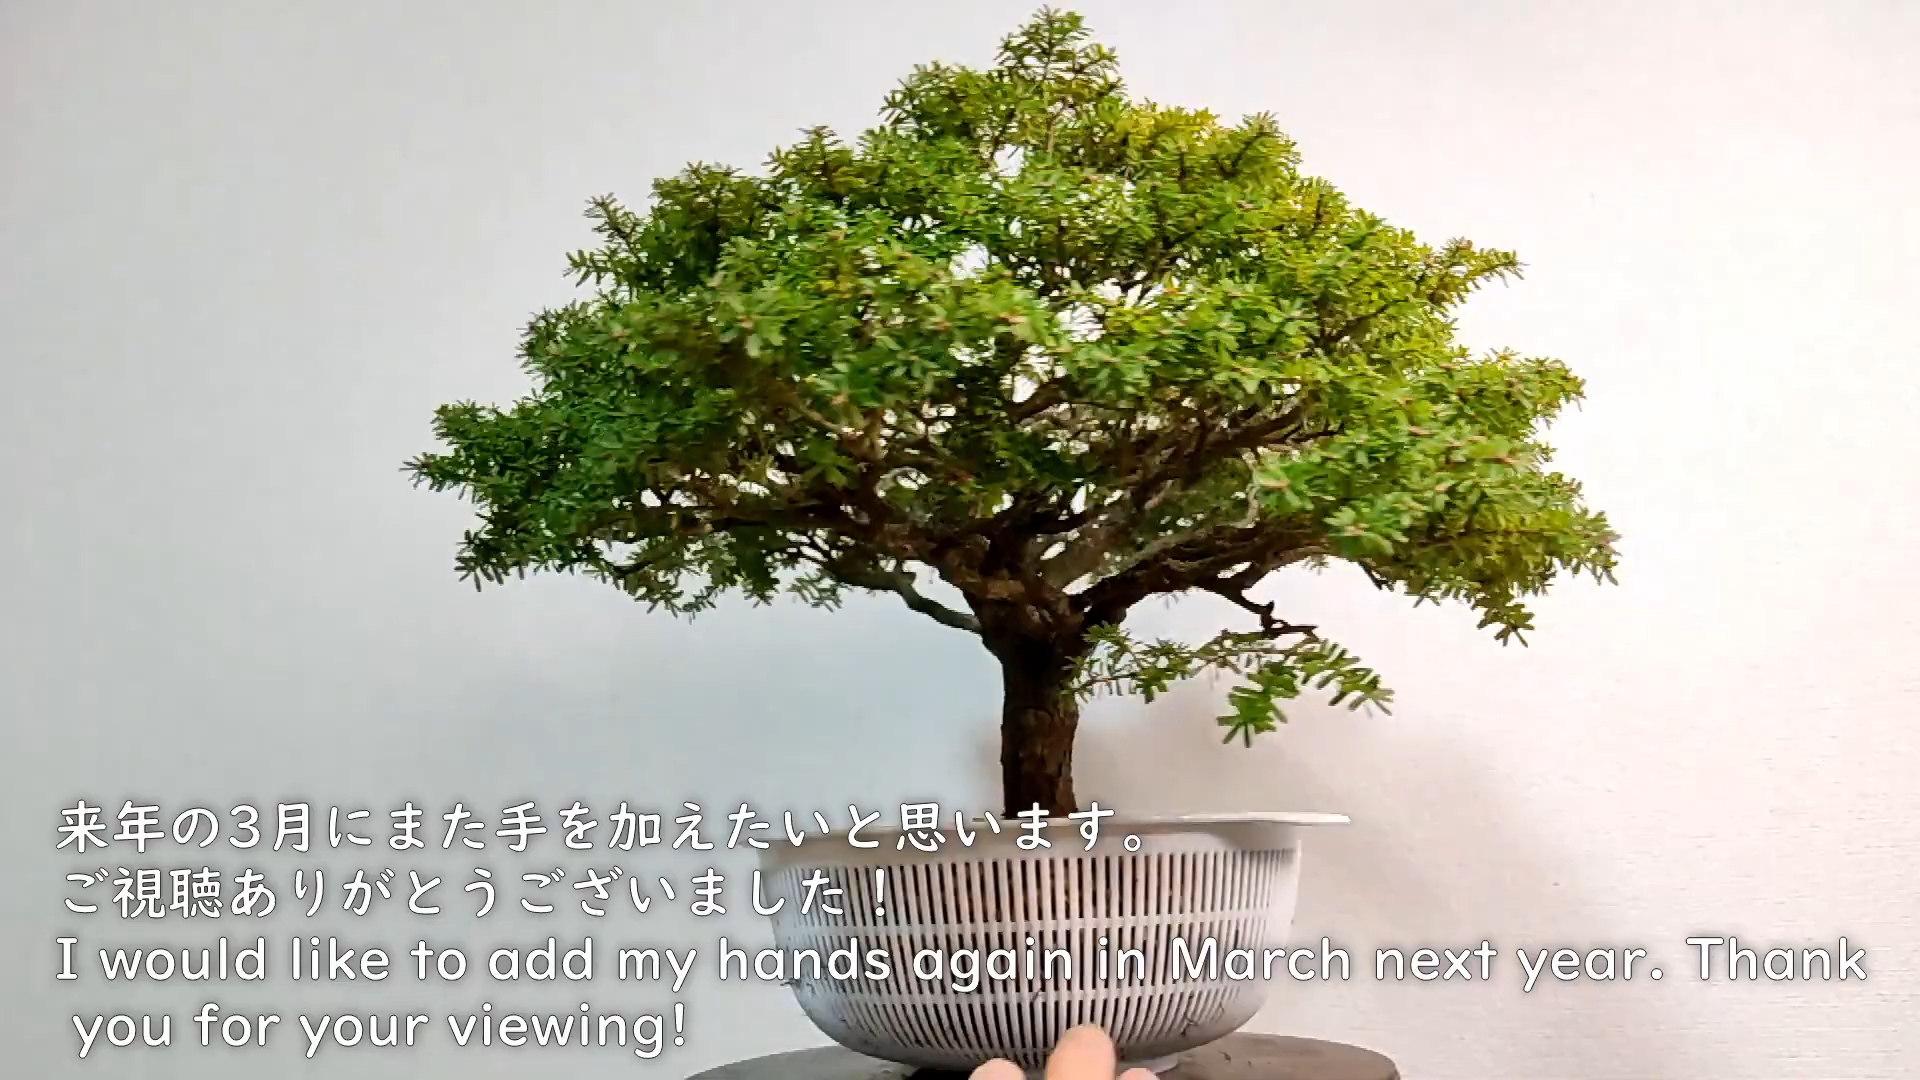 来年の3月にまた手を加えたいと思います。
ご視聴ありがとうございました！
I would like to add my hands again in March next year. Thank
you for your viewing!